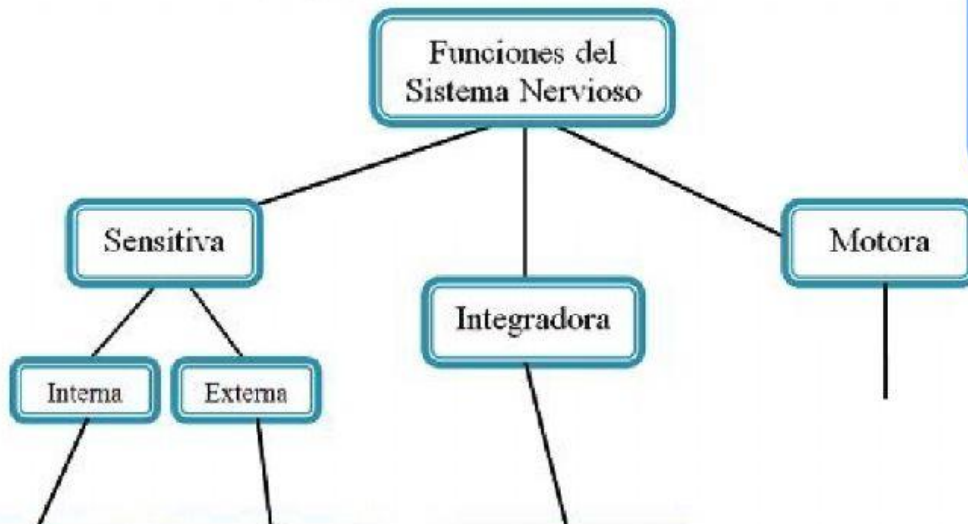 Funciones del
Sistema Nervioso
Sensitiva
Integradora
Motora
Interna
Externa